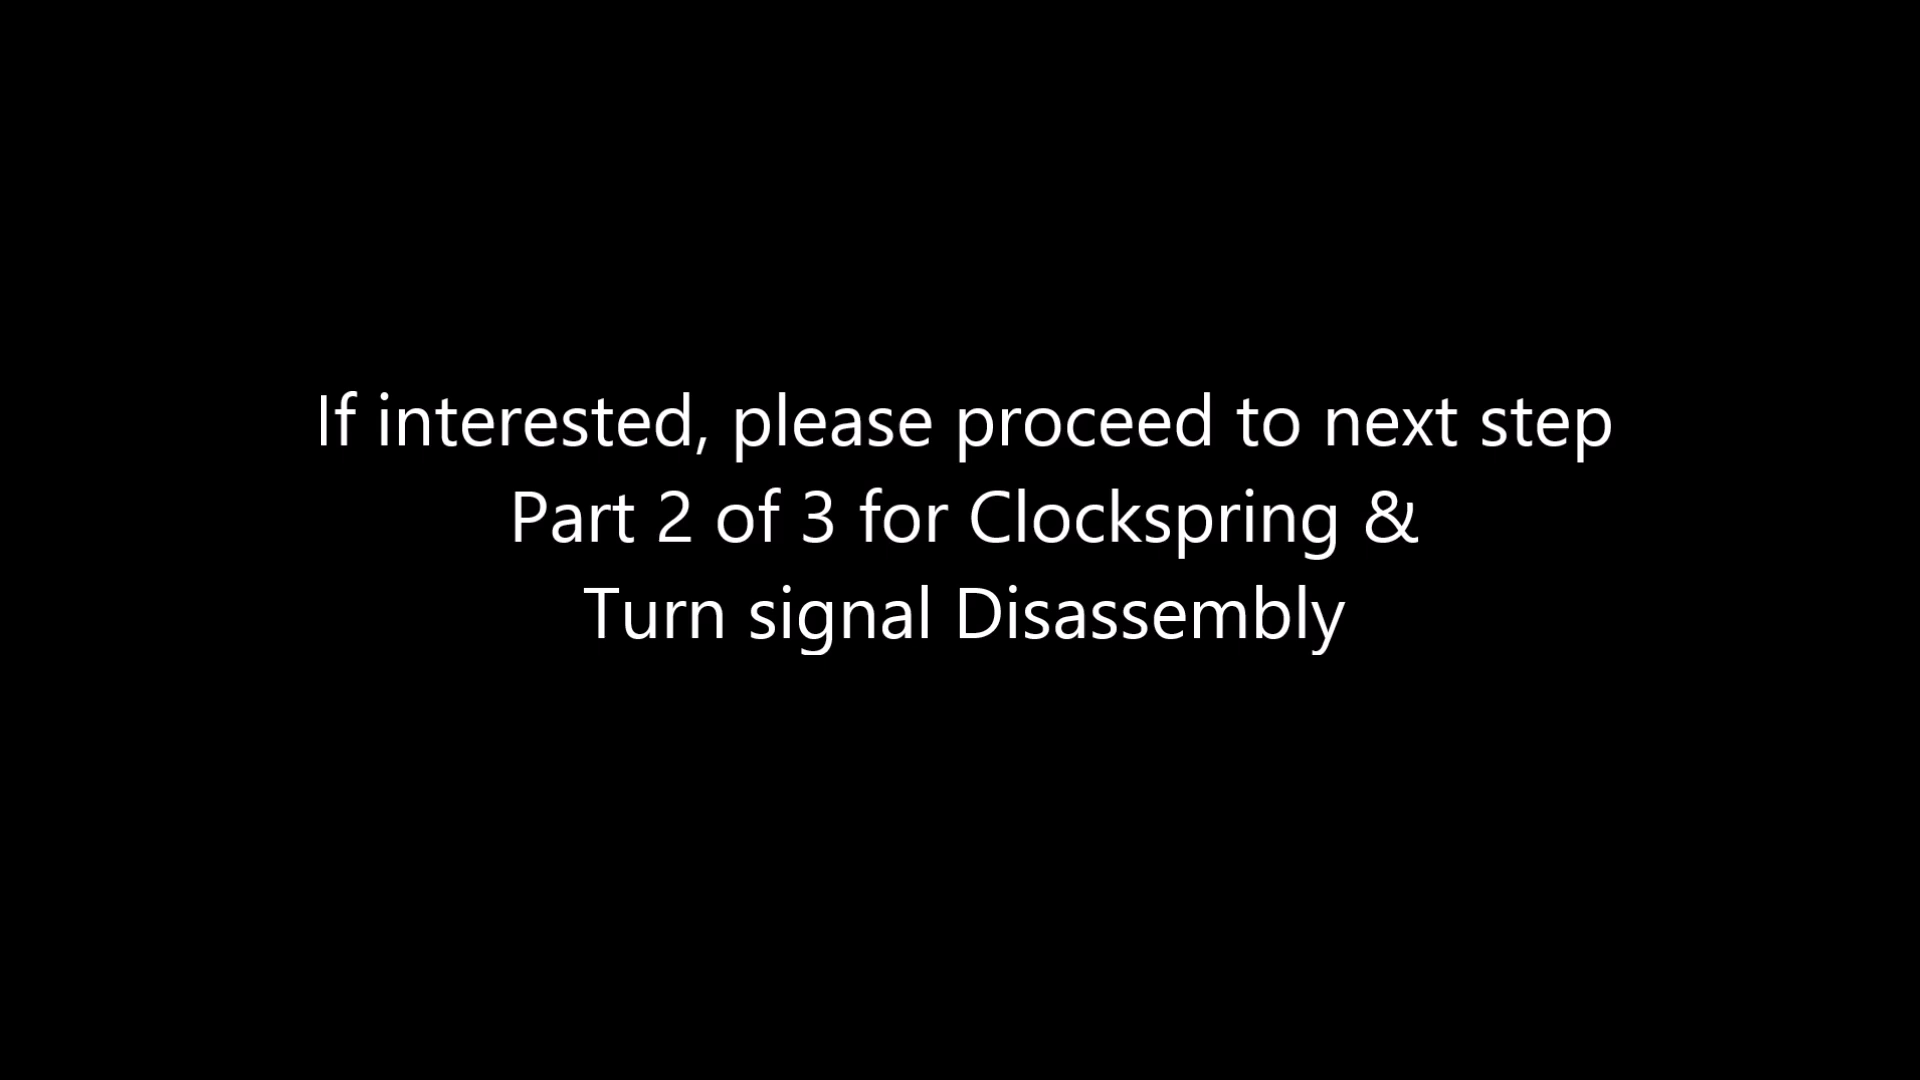 If interested, please proceed to next step
Part 2 of 3 for Clockspring &
Turn signal Disassembly